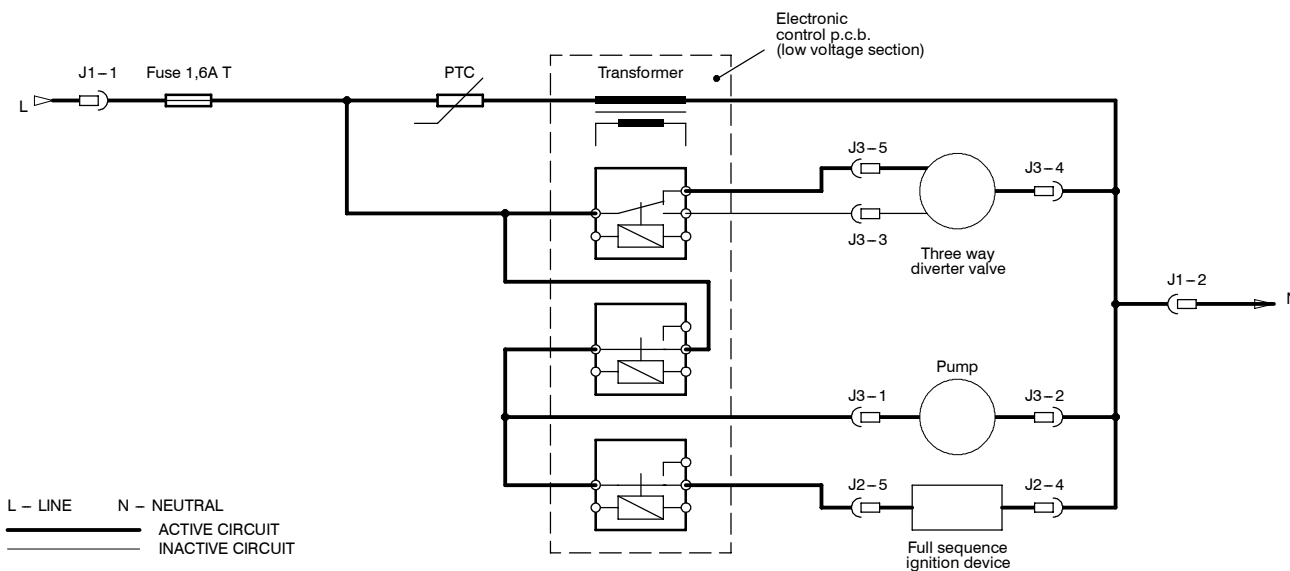 Electronic
control p.c.b.
(low voltage section)
J1–1
Fuse 1,6A T
PTC
Transformer
L
J3–5
J3–4
J3–3
Three way
diverter valve
J1–2
N
Pump
J3–1
J3–2
J2–5
J2–4
Full sequence
ignition device
L – LINE N – NEUTRAL
ACTIVE CIRCUIT
INACTIVE CIRCUIT